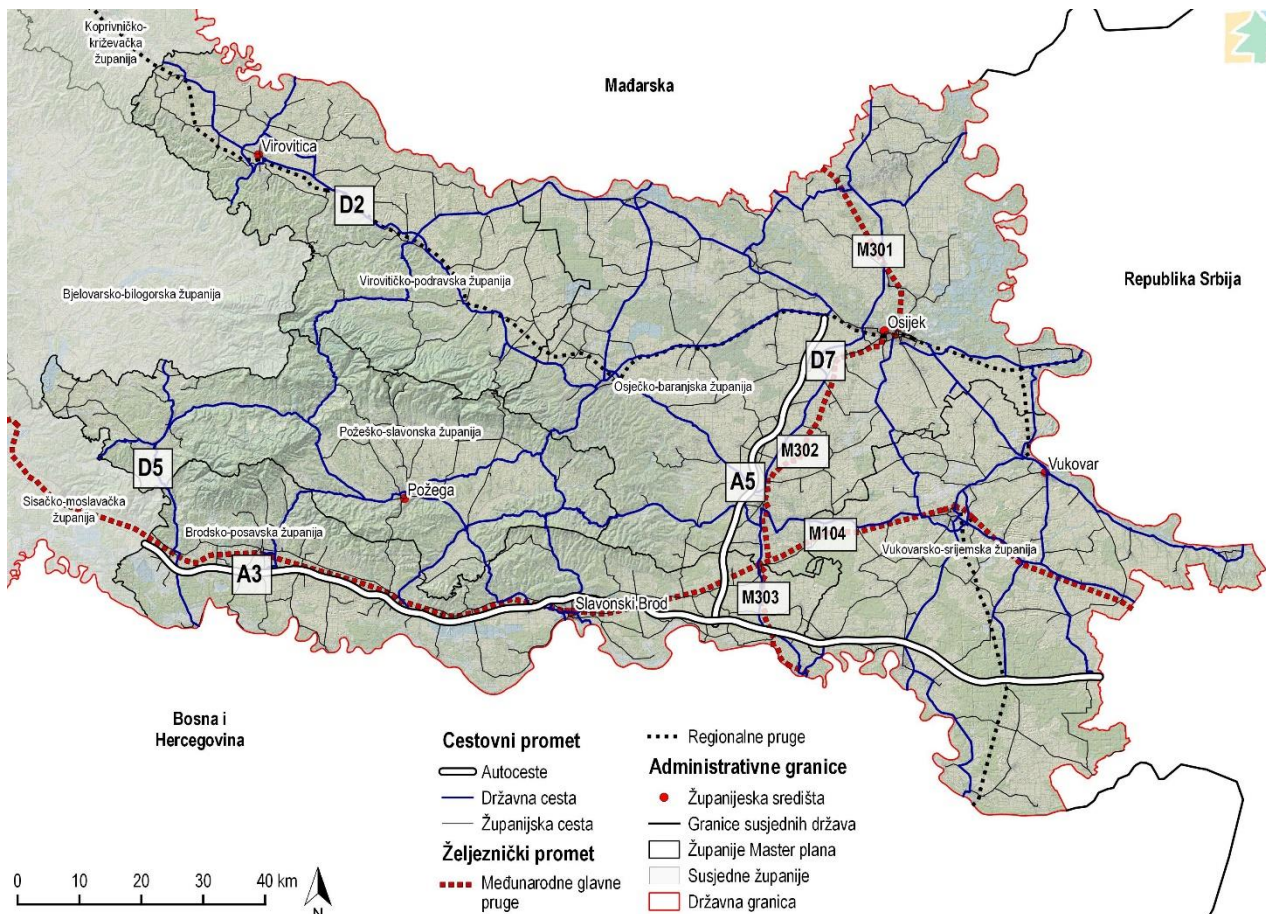 Koprivničko-
križevačka
županija
Mađarska
Virovitica
D2
M301
Republika Srbija
Virovitičko-podravska županija
Bjelovarsko-bilogorska županija
Osijek
D7
Osječko-baranjska županija
Požeško-slavonska županija
M302
D5
A5
Vukovar
Požega
Sisačko-moslavačka
županija
Brodsko-posavska županija
M104
Vukovarsko-srijemska županija
A3
M303
Slavonski Brod
Bosna i
Hercegovina
Cestovni promet
Autoceste
Državna cesta
Županijska cesta
Željeznički promet
Međunarodne glavne
pruge
Regionalne pruge
Administrativne granice
Županijeska središta
Granice susjednih država
Županije Master plana
Susjedne županije
Državna granica
0 10 20 30 40 km
N